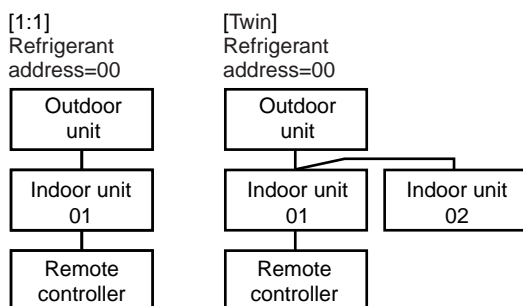 [1:1]
Refrigerant
address=00
Outdoor
unit
Indoor unit
01
Remote
controller
[Twin]
Refrigerant
address=00
Outdoor
unit
Indoor unit
01
Indoor unit
02
Remote
controller